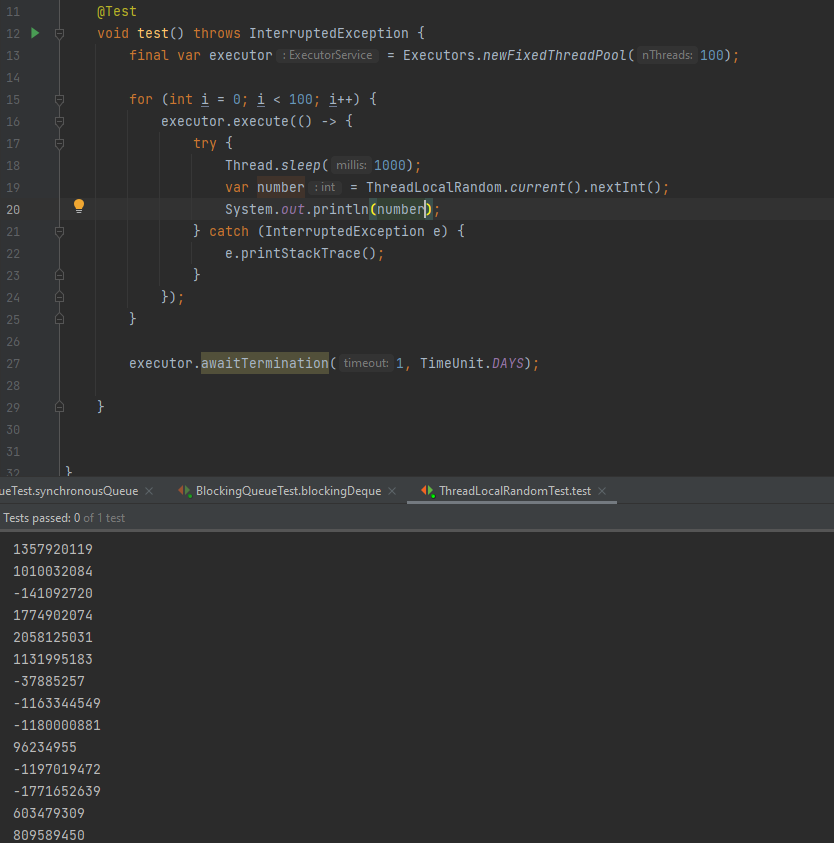 11 @Test
12 void test() throws InterruptedException {
13 final var executor : ExecutorService = Executors.newFixedThreadPool( nThreads: 100);
14
15 for (int i = 0; i < 100; i++) {
16 executor.execute(() -> {
17 try {
18 Thread.sleep( millis: 1000);
19 var number : int = ThreadLocalRandom.current().nextInt();
20 System.out.println(number);
21 } catch (InterruptedException e) {
22 e.printStackTrace();
23 }
24 });
25 }
26
27 executor.awaitTermination( timeout: 1, TimeUnit.DAYS);
28
29 }
30
31
32 }
ueTest.synchronousQueue × BlockingQueueTest.blockingDeque × ThreadLocalRandomTest.test ×
Tests passed: 0 of 1 test
1357920119
1010032084
-141092720
1774902074
2058125031
1131995183
-37885257
-1163344549
-1180000881
96234955
-1197019472
-1771652639
603479309
809589450